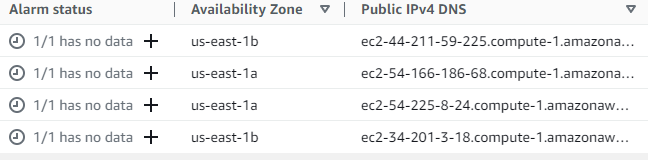 Alarm status Availability Zone Public IPv4 DNS
1/1 has no data + us-east-1b ec2-44-211-59-225.compute-1.amazona...
1/1 has no data + us-east-1a ec2-54-166-186-68.compute-1.amazona...
1/1 has no data + us-east-1a ec2-54-225-8-24.compute-1.amazonaw...
1/1 has no data + us-east-1b ec2-34-201-3-18.compute-1.amazonaw...